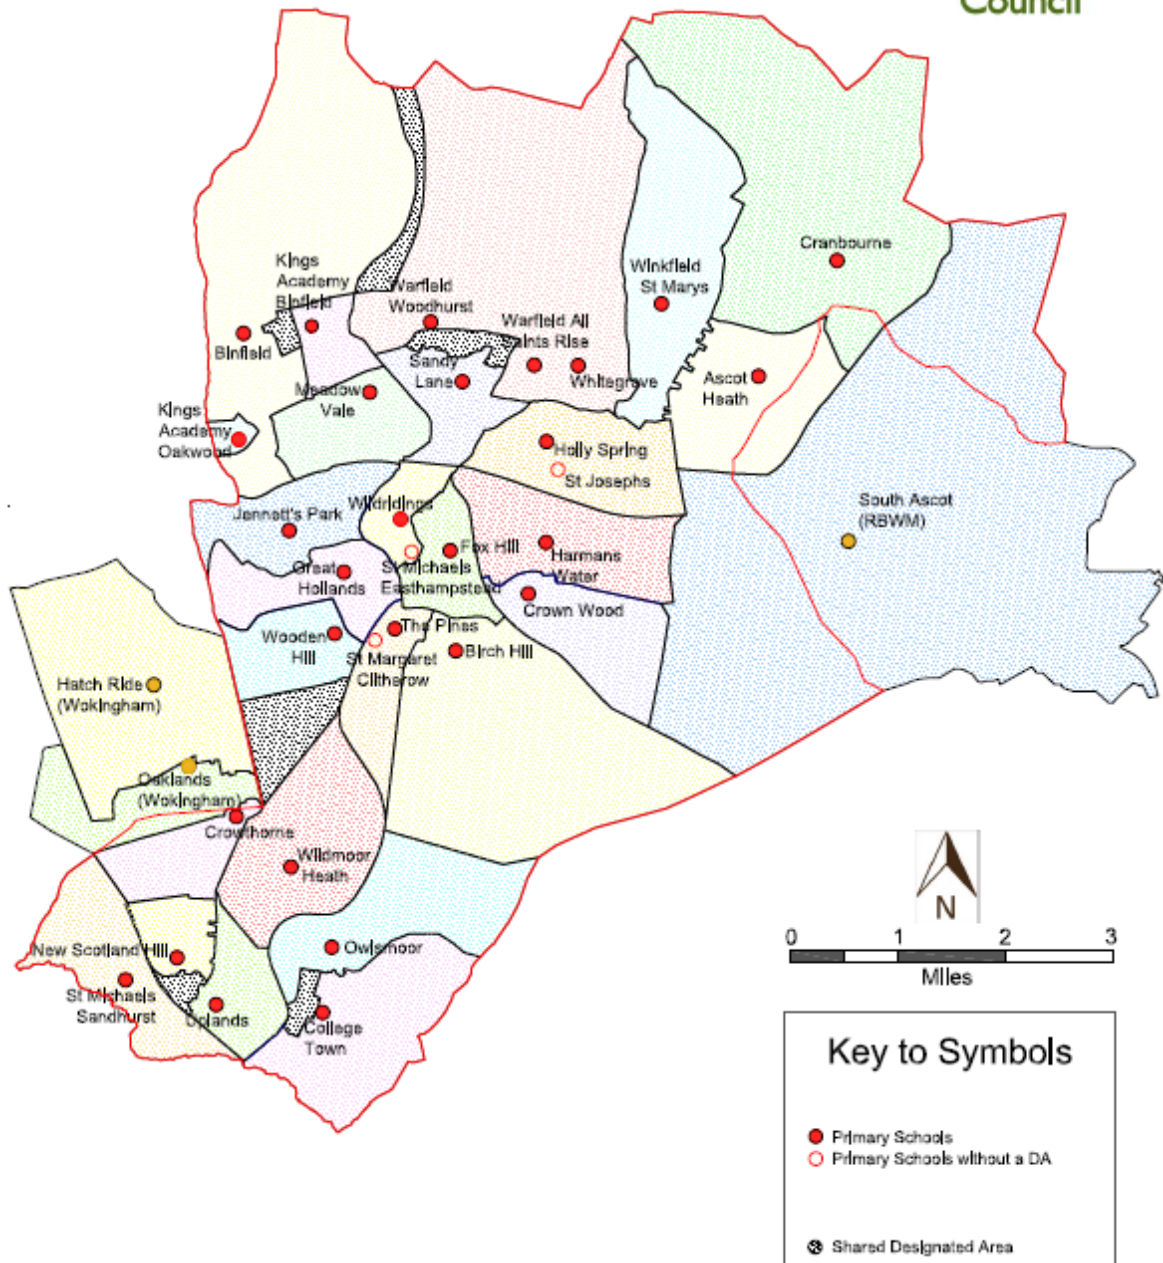 Council
Cranbourne
Kings
Academy
Binfield
Winkfield
St Marys
Warfield
Woodhurst
Warfield All
Saints Rise
Binfield
Sandy
Lane
Whitegrove
Ascot
Heath
Meadow
Vale
Kings
Academy
Oakwood
Holly Spring
St Josephs
South Ascot
(RBWM)
Wildridings
Jennett's Park
Fox Hill
Harmans
Water
Great
Hollands
St Michaels
Easthampstead
Crown Wood
The Pines
Wooden
Hill
Birch Hill
St Margaret
Clitherow
Hatch Ride
(Wokingham)
Oaklands
(Wokingham)
Crowthorne
Wildmoor
Heath
New Scotland Hill
Owlsmoor
St Michaels
Sandhurst
Uplands
College
Town
N
0 1 2 3
Miles
Key to Symbols
Primary Schools
Primary Schools without a DA
Shared Designated Area